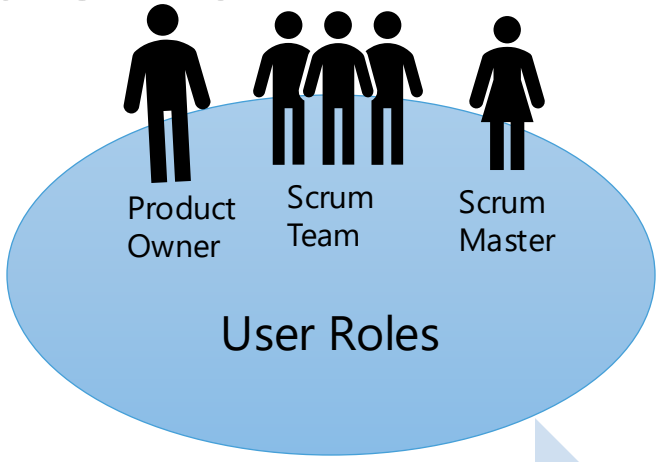 Product
Owner
Scrum
Team
Scrum
Master
User Roles